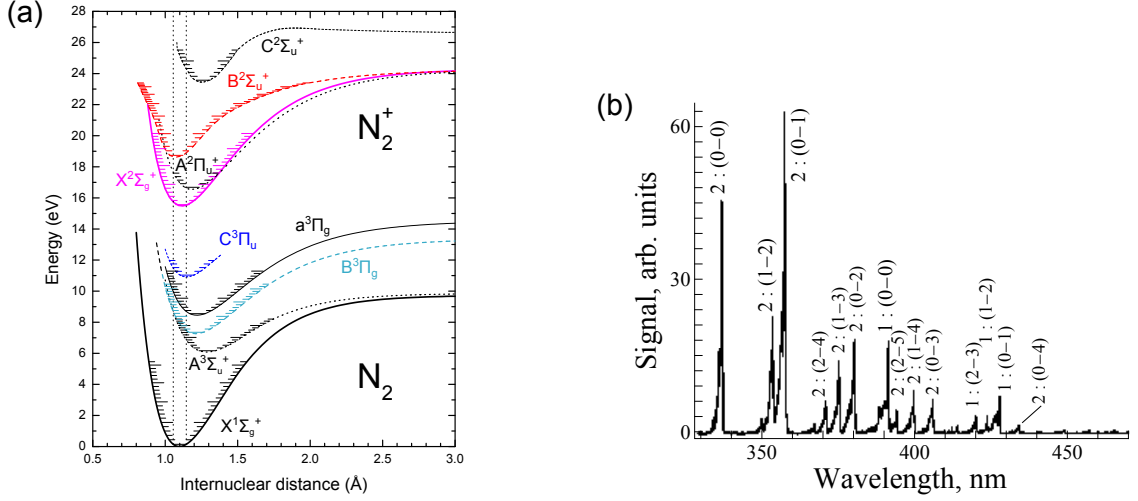 (a)
28
26
24
22
20
18
16
14
12
10
8
6
4
2
0
Energy (eV)
0.5
1.0
1.5
2.0
2.5
3.0
Internuclear distance (Å)
C²Σᵤ⁺
B²Σᵤ⁺
N₂⁺
A²Πᵤ⁺
X²Σg⁺
a³Πg
C³Πᵤ
B³Πg
A³Σᵤ⁺
N₂
X¹Σg⁺
(b)
60
30
0
Signal, arb. units
350
400
450
Wavelength, nm
2 : (0–0)
2 : (1–2)
2 : (0–1)
2 : (2–4)
2 : (1–3)
2 : (0–2)
1 : (0–0)
2 : (2–5)
2 : (1–4)
2 : (0–3)
1 : (2–3)
1 : (1–2)
1 : (0–1)
2 : (0–4)